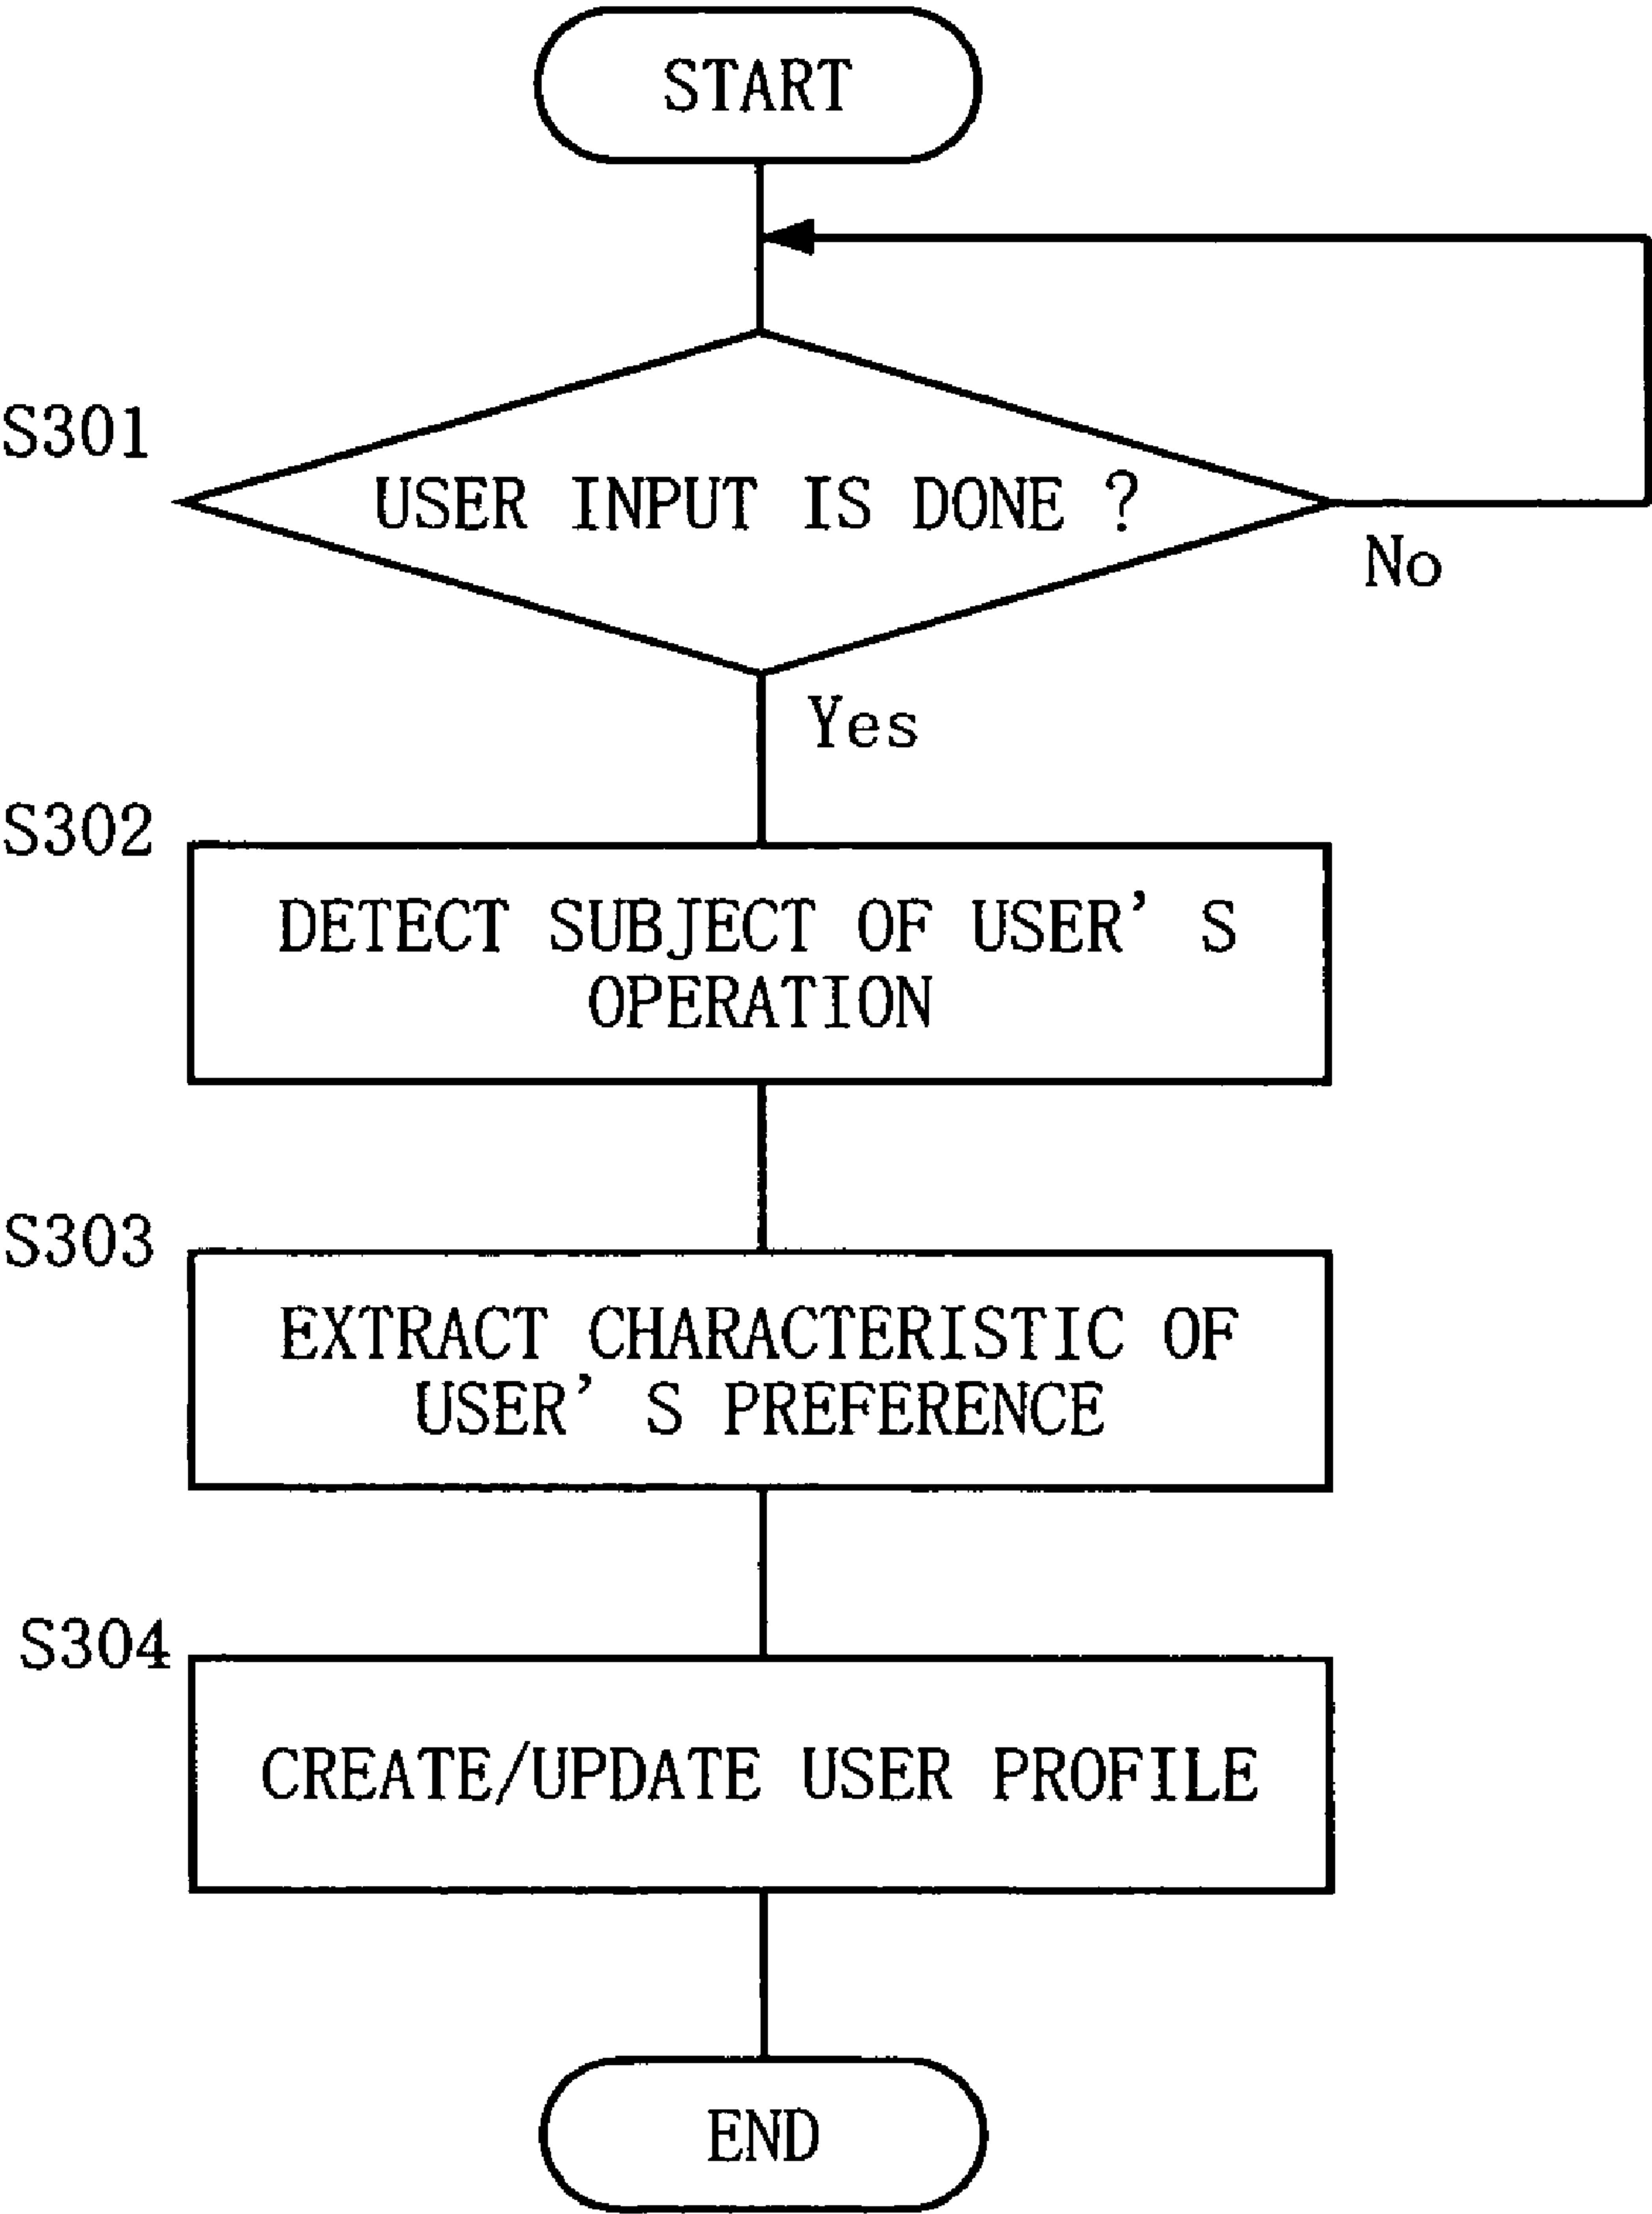 START
S301
USER INPUT IS DONE ?
No
Yes
S302
DETECT SUBJECT OF USER' S
OPERATION
S303
EXTRACT CHARACTERISTIC OF
USER' S PREFERENCE
S304
CREATE/UPDATE USER PROFILE
END